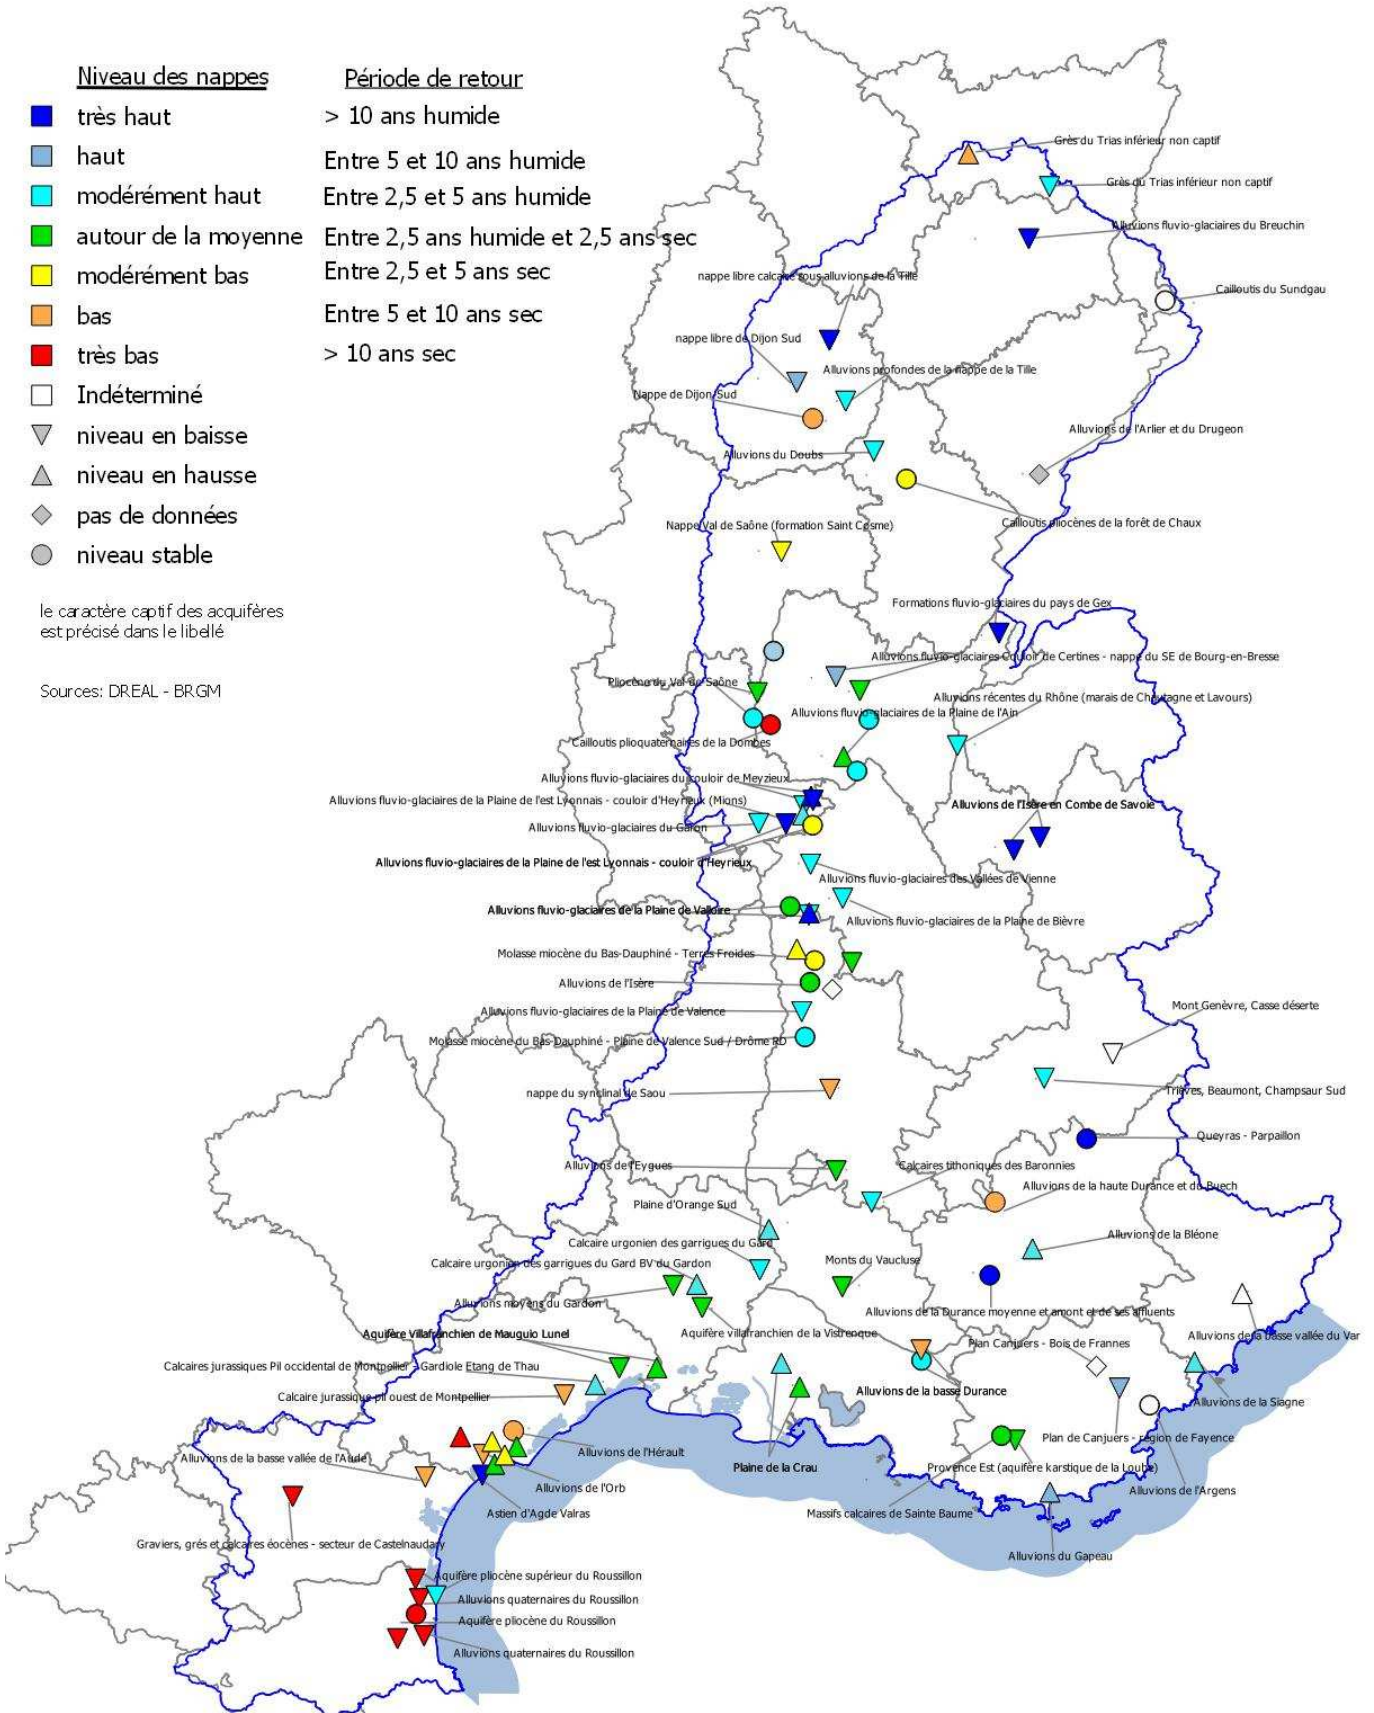 Niveau des nappes
Période de retour
très haut
> 10 ans humide
haut
Entre 5 et 10 ans humide
modérément haut
Entre 2,5 et 5 ans humide
autour de la moyenne
Entre 2,5 ans humide et 2,5 ans sec
modérément bas
Entre 2,5 et 5 ans sec
bas
Entre 5 et 10 ans sec
très bas
> 10 ans sec
Indéterminé
niveau en baisse
niveau en hausse
pas de données
niveau stable
le caractère captif des acquifères
est précisé dans le libellé
Sources: DREAL - BRGM
Grès du Trias inférieur non captif
Grès du Trias inférieur non captif
Alluvions fluvio-glaciaires du Breuchin
nappe libre calcaire sous alluvions de la Tille
Cailloutis du Sundgau
nappe libre de Dijon Sud
Alluvions profondes de la nappe de la Tille
Nappe de Dijon Sud
Alluvions de l'Arlier et du Drugeon
Alluvions du Doubs
Nappe Val de Saône (formation Saint Cosme)
Cailloutis pliocènes de la forêt de Chaux
Formations fluvio-glaciaires du pays de Gex
Alluvions fluvio-glaciaires Couloir de Certines - nappe du SE de Bourg-en-Bresse
Pliocène du Val de Saône
Alluvions récentes du Rhône (marais de Chautagne et Lavours)
Alluvions fluvio-glaciaires de la Plaine de l'Ain
Cailloutis plioquaternaires de la Dombes
Alluvions fluvio-glaciaires du couloir de Meyzieux
Alluvions fluvio-glaciaires de la Plaine de l'est Lyonnais - couloir d'Heyrieux (Mions)
Alluvions de l'Isère en Combe de Savoie
Alluvions fluvio-glaciaires du Garon
Alluvions fluvio-glaciaires de la Plaine de l'est Lyonnais - couloir d'Heyrieux
Alluvions fluvio-glaciaires des Vallées de Vienne
Alluvions fluvio-glaciaires de la Plaine de Valloire
Alluvions fluvio-glaciaires de la Plaine de Bièvre
Molasse miocène du Bas-Dauphiné - Terres Froides
Alluvions de l'Isère
Mont Genèvre, Casse déserte
Alluvions fluvio-glaciaires de la Plaine de Valence
Molasse miocène du Bas-Dauphiné - Plaine de Valence Sud / Drôme RD
nappe du synclinal de Saou
Trièves, Beaumont, Champsaur Sud
Queyras - Parpaillon
Alluvions de l'Eygues
Calcaires tithoniques des Baronnies
Alluvions de la haute Durance et du Buech
Plaine d'Orange Sud
Alluvions de la Bléone
Calcaire urgonien des garrigues du Gard
Monts du Vaucluse
Calcaire urgonien des garrigues du Gard BV du Gardon
Alluvions moyens du Gardon
Alluvions de la Durance moyenne et amont et de ses affluents
Aquifère Villafranchien de Mauguio Lunel
Aquifère villafranchien de la Vistrenque
Plan Canjuers - Bois de Frannes
Alluvions de la basse vallée du Var
Calcaires jurassiques Pil occidental de Montpellier - Gardiole Etang de Thau
Calcaire jurassique pil ouest de Montpellier
Alluvions de la basse Durance
Alluvions de la Siagne
Alluvions de l'Hérault
Plan de Canjuers - région de Fayence
Alluvions de la basse vallée de l'Aude
Plaine de la Crau
Provence Est (aquifère karstique de la Loube)
Alluvions de l'Orb
Alluvions de l'Argens
Astien d'Agde Valras
Massifs calcaires de Sainte Baume
Graviers, grés et calcaires éocènes - secteur de Castelnaudary
Alluvions du Gapeau
Aquifère pliocène supérieur du Roussillon
Alluvions quaternaires du Roussillon
Aquifère pliocène du Roussillon
Alluvions quaternaires du Roussillon